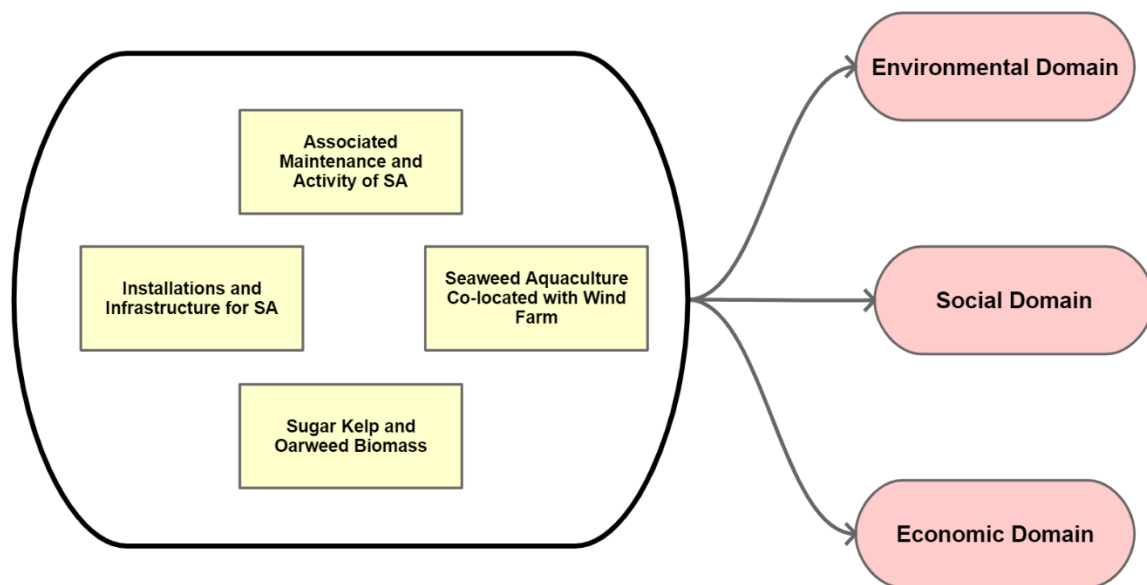 Associated
Maintenance and
Activity of SA
Installations and
Infrastructure for SA
Seaweed Aquaculture
Co-located with Wind
Farm
Sugar Kelp and
Oarweed Biomass
Environmental Domain
Social Domain
Economic Domain